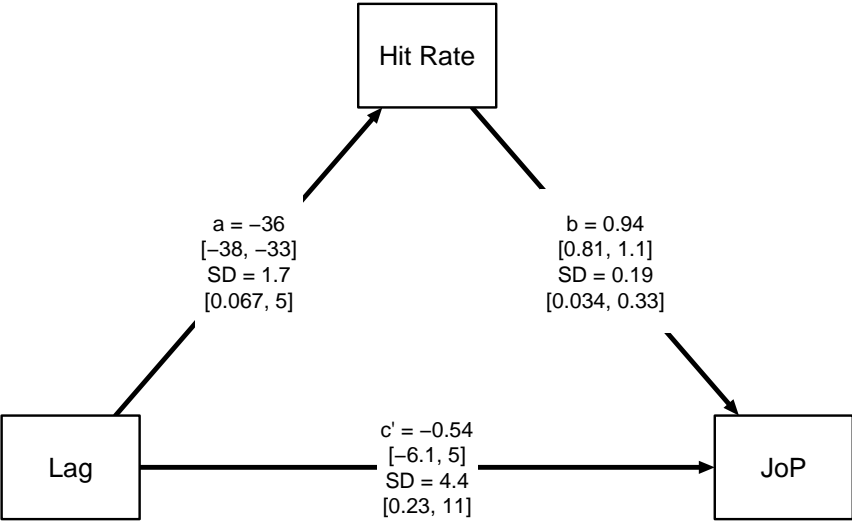 Hit Rate
a = −36
[−38, −33]
SD = 1.7
[0.067, 5]
b = 0.94
[0.81, 1.1]
SD = 0.19
[0.034, 0.33]
Lag
c' = −0.54
[−6.1, 5]
SD = 4.4
[0.23, 11]
JoP